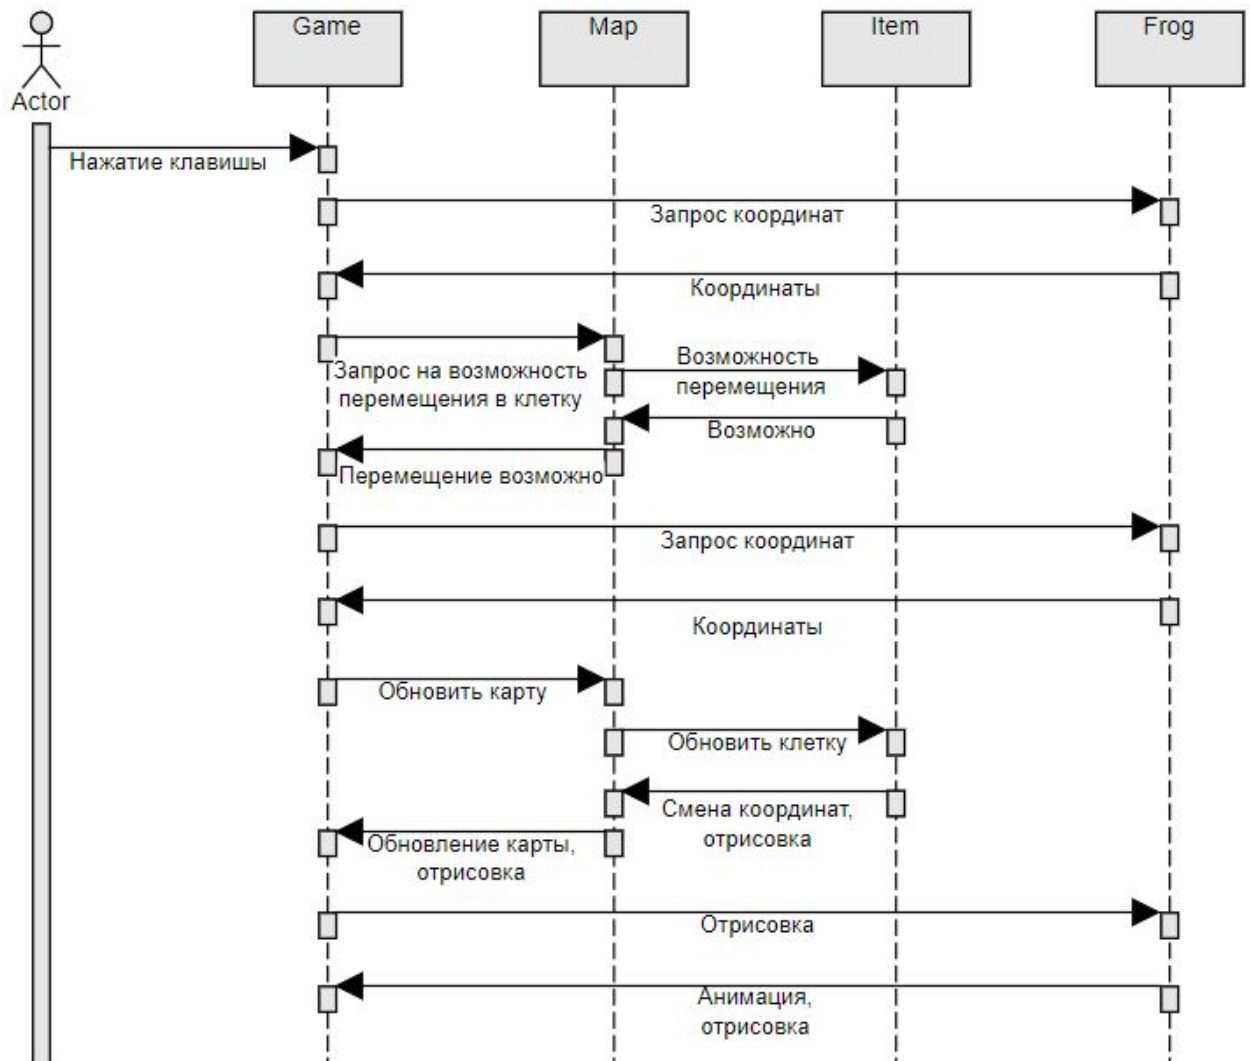 Game
Map
Item
Frog
Actor
Нажатие клавиши
Запрос координат
Координаты
Запрос на возможность
перемещения в клетку
Возможность
перемещения
Возможно
Перемещение возможно
Запрос координат
Координаты
Обновить карту
Обновить клетку
Смена координат,
отрисовка
Обновление карты,
отрисовка
Отрисовка
Анимация,
отрисовка